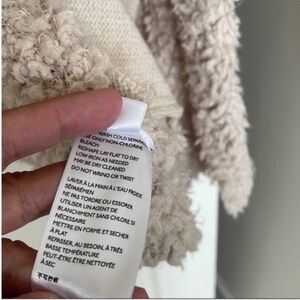 WASH COLD SEPAR
USE ONLY NON-CHLORINE
BLEACH
RESHAPE LAY FLAT TO DRY
LOW IRON AS NEEDED
MAY BE DRY CLEANED
DO NOT WRING OR TWIST
LAVER À LA MAIN À L'EAU FROIDE
SÉPARÉMEN
NE PAS TORDRE OU ESSORER
UTILISER UN AGENT DE
BLANCHIMENT SANS CHLORE SI
NÉCESSAIRE
METTRE EN FORME ET SÉCHER
À PLAT
REPASSER, AU BESOIN, À TRÈS
BASSE TEMPÉRATURE
PEUT-ÊTRE ÊTRE NETTOYÉE
À SEC
不可拧绞